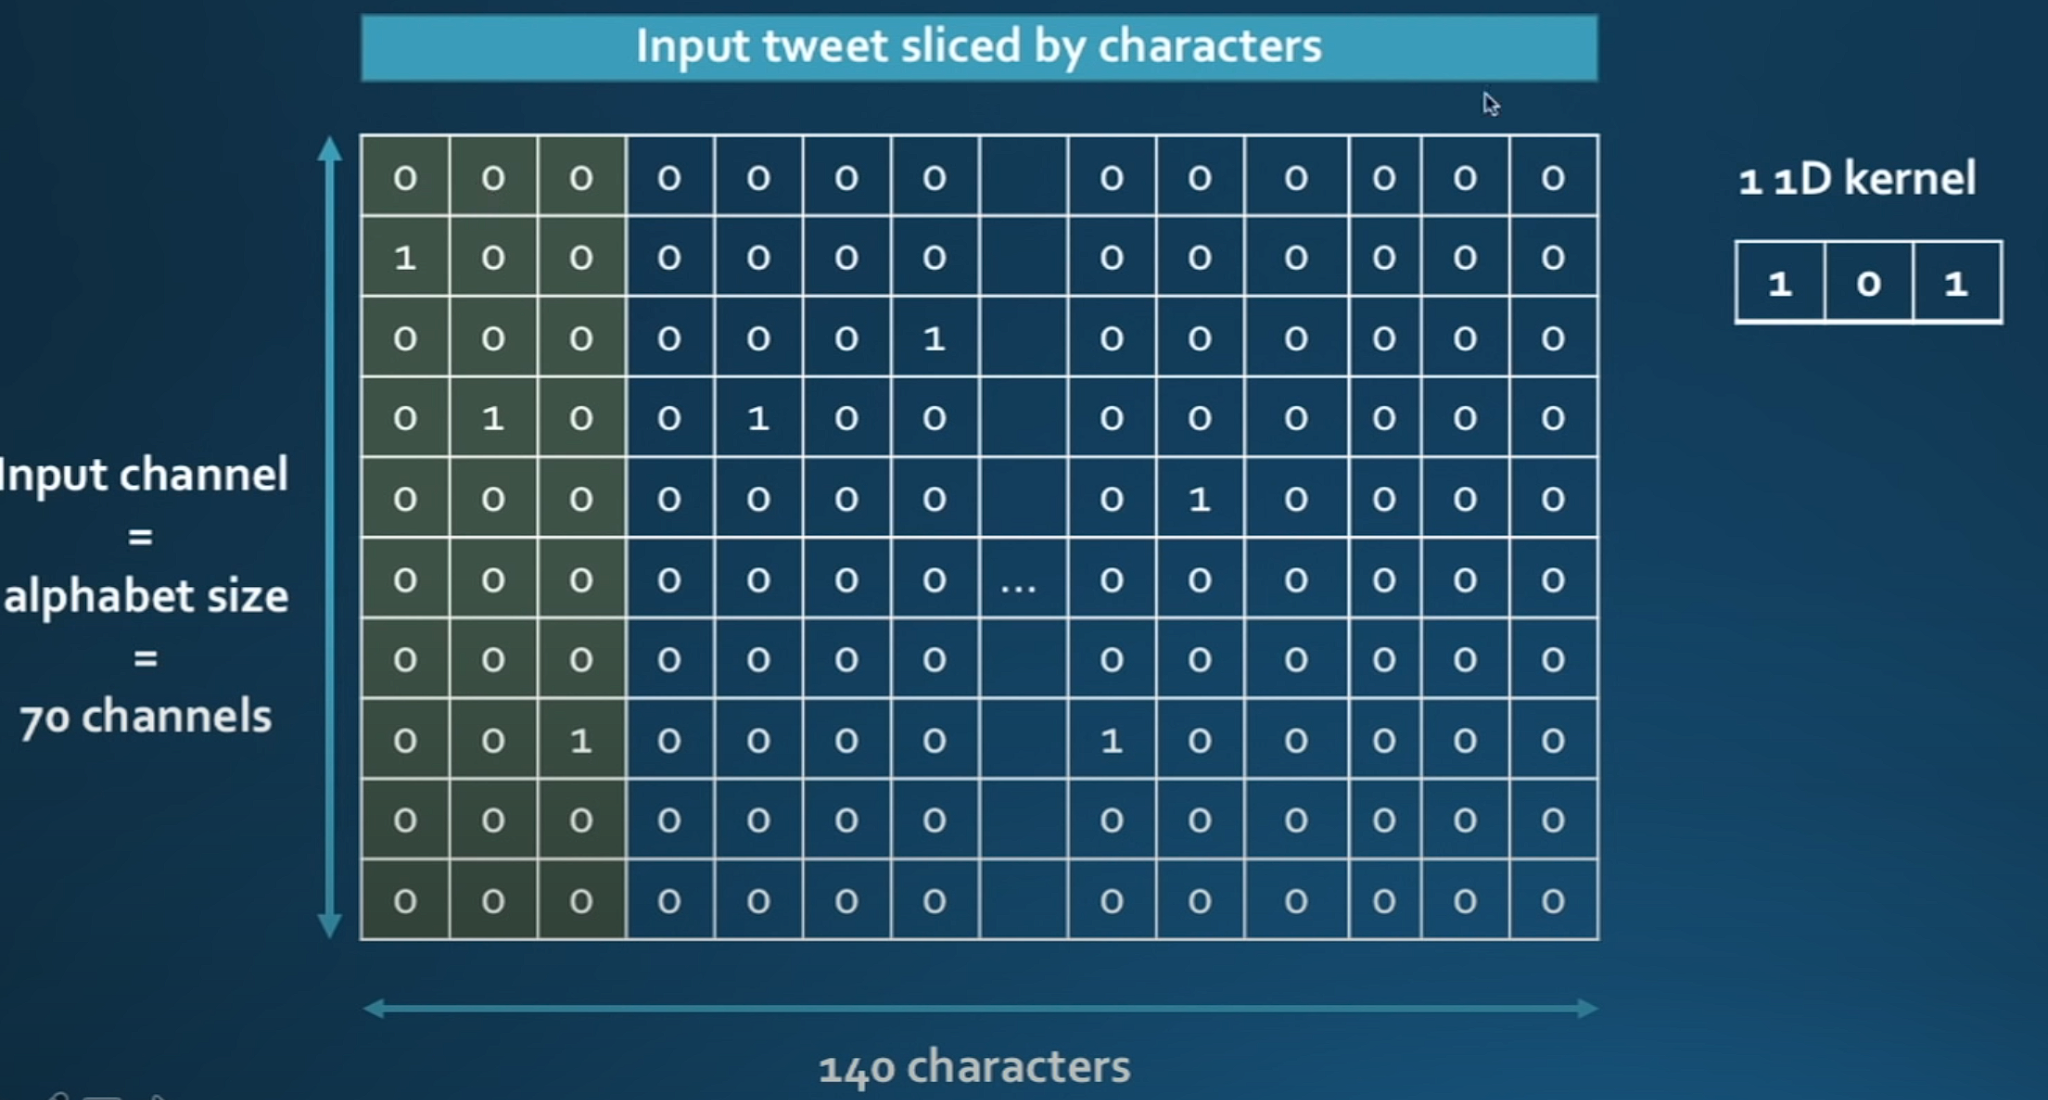 Input tweet sliced by characters
0 0 0 0 0 0 0 0 0 0 0 0 0
1 0 0 0 0 0 0 0 0 0 0 0 0
0 0 0 0 0 0 1 0 0 0 0 0 0
0 1 0 0 1 0 0 0 0 0 0 0 0
0 0 0 0 0 0 0 0 1 0 0 0 0
0 0 0 0 0 0 0 ... 0 0 0 0 0 0
0 0 0 0 0 0 0 0 0 0 0 0 0
0 0 1 0 0 0 0 1 0 0 0 0 0
0 0 0 0 0 0 0 0 0 0 0 0 0
0 0 0 0 0 0 0 0 0 0 0 0 0
1 1D kernel
1 0 1
Input channel
=
alphabet size
=
70 channels
140 characters